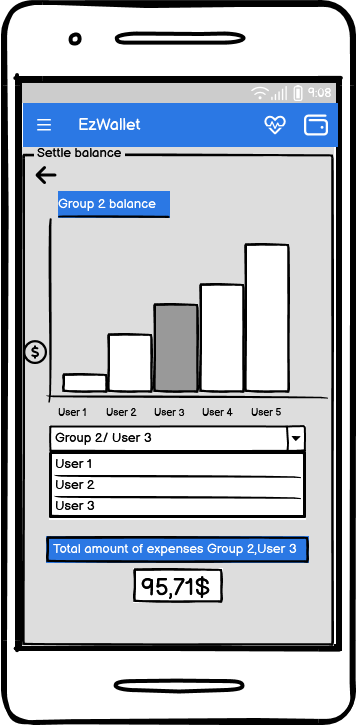 9:08
EzWallet
Settle balance
Group 2 balance
$
User 1 User 2 User 3 User 4 User 5
Group 2/ User 3
User 1
User 2
User 3
Total amount of expenses Group 2,User 3
95,71$